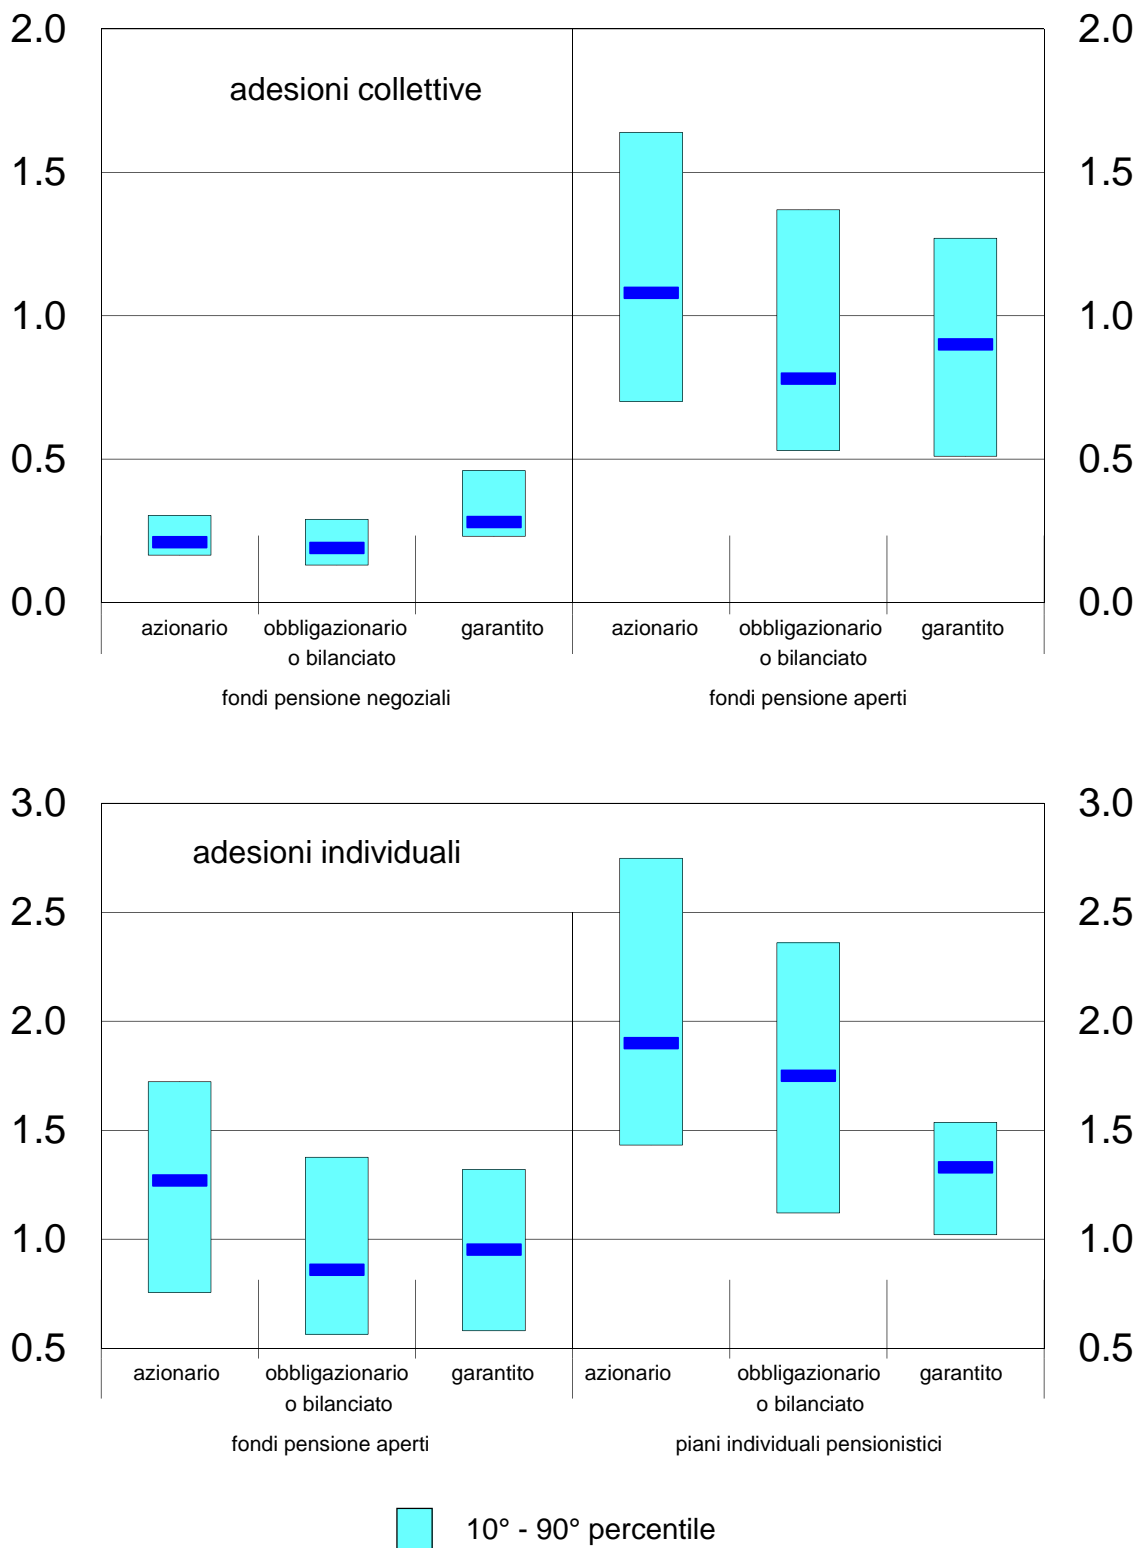 2.0 2.0
adesioni collettive
1.5 1.5
1.0 1.0
0.5 0.5
0.0 0.0
azionario obbligazionario garantito azionario obbligazionario garantito
o bilanciato o bilanciato
fondi pensione negoziali fondi pensione aperti
3.0 3.0
adesioni individuali
2.5 2.5
2.0 2.0
1.5 1.5
1.0 1.0
0.5 0.5
azionario obbligazionario garantito azionario obbligazionario garantito
o bilanciato o bilanciato
fondi pensione aperti piani individuali pensionistici
10° - 90° percentile